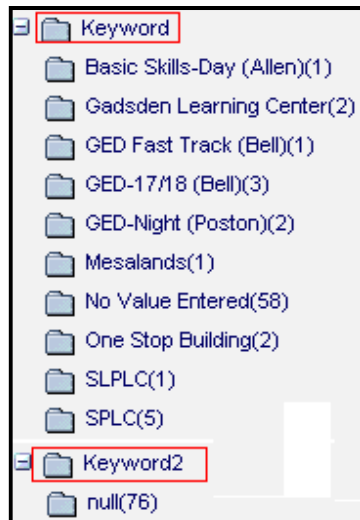 Keyword
Basic Skills-Day (Allen)(1)
Gadsden Learning Center(2)
GED Fast Track (Bell)(1)
GED-17/18 (Bell)(3)
GED-Night (Poston)(2)
Mesalands(1)
No Value Entered(58)
One Stop Building(2)
SLPLC(1)
SPLC(5)
Keyword2
null(76)